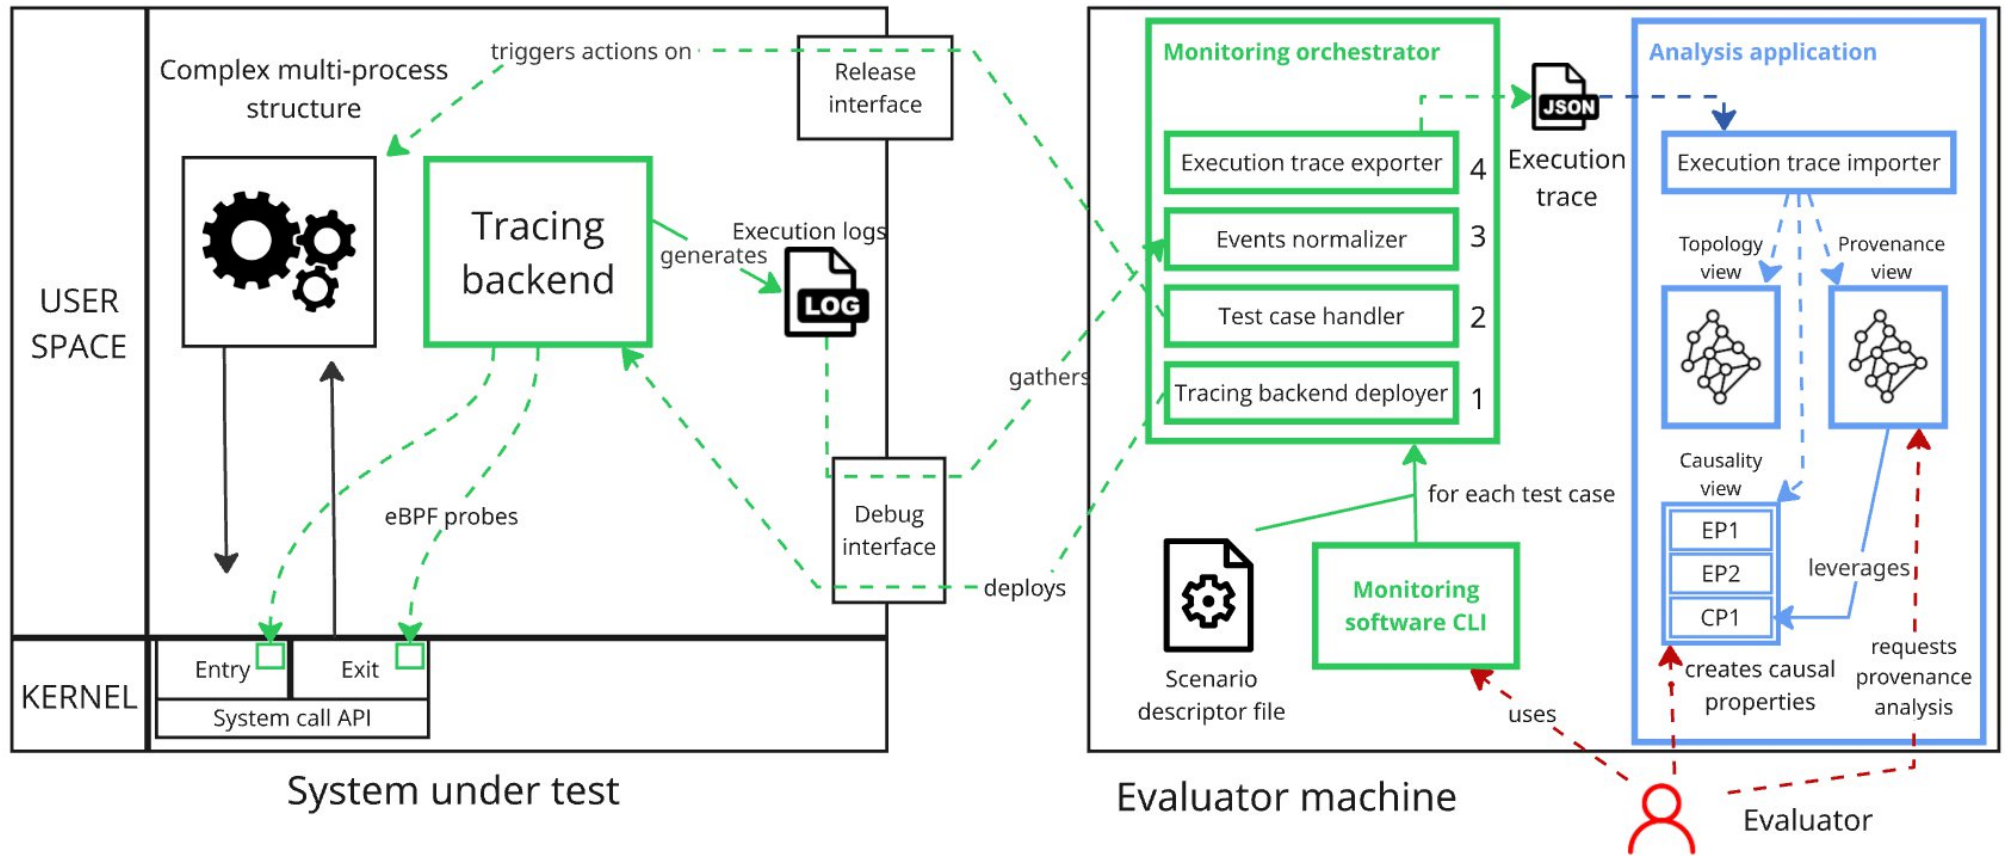 triggers actions on
Complex multi-process
structure
Release
interface
Tracing
backend
Execution logs
generates
LOG
USER
SPACE
eBPF probes
Debug
interface
gathers
deploys
KERNEL
Entry
Exit
System call API
System under test
Monitoring orchestrator
Execution trace exporter
4
Events normalizer
3
Test case handler
2
Tracing backend deployer
1
JSON
Execution
trace
for each test case
Scenario
descriptor file
Monitoring
software CLI
uses
Evaluator machine
Analysis application
Execution trace importer
Topology
view
Provenance
view
Causality
view
EP1
EP2
CP1
leverages
creates causal
properties
requests
provenance
analysis
Evaluator